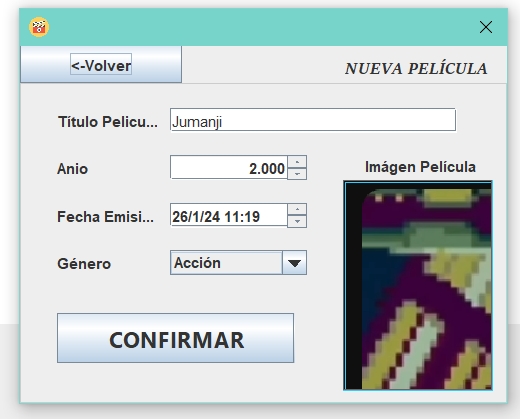 <-Volver
NUEVA PELÍCULA
Título Pelicu... Jumanji
Anio 2.000
Imágen Película
Fecha Emisi... 26/1/24 11:19
Género Acción
CONFIRMAR